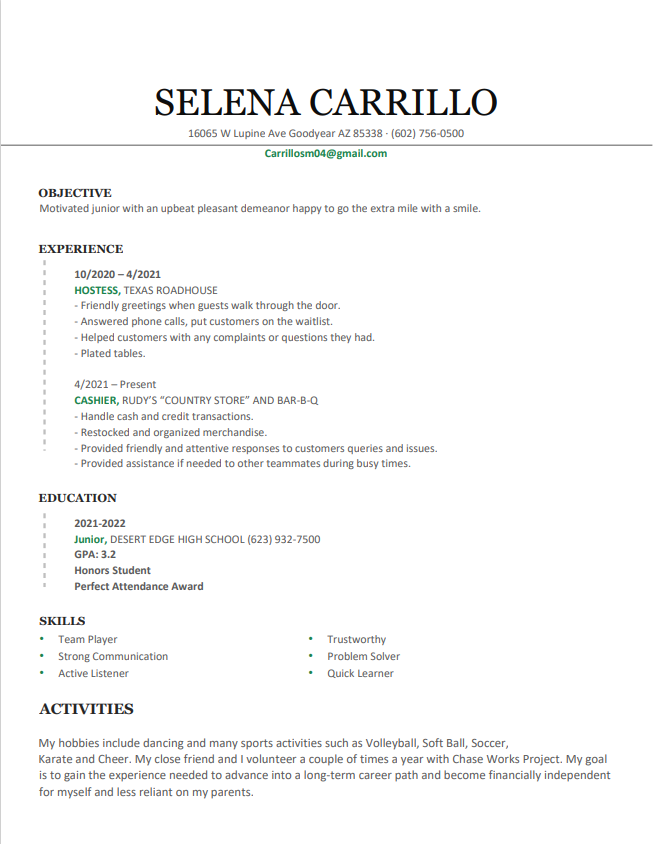 SELENA CARRILLO
16065 W Lupine Ave Goodyear AZ 85338 · (602) 756-0500
Carrillosm04@gmail.com
OBJECTIVE
Motivated junior with an upbeat pleasant demeanor happy to go the extra mile with a smile.
EXPERIENCE
10/2020 – 4/2021
HOSTESS, TEXAS ROADHOUSE
- Friendly greetings when guests walk through the door.
- Answered phone calls, put customers on the waitlist.
- Helped customers with any complaints or questions they had.
- Plated tables.
4/2021 – Present
CASHIER, RUDY'S “COUNTRY STORE” AND BAR-B-Q
- Handle cash and credit transactions.
- Restocked and organized merchandise.
- Provided friendly and attentive responses to customers queries and issues.
- Provided assistance if needed to other teammates during busy times.
EDUCATION
2021-2022
Junior, DESERT EDGE HIGH SCHOOL (623) 932-7500
GPA: 3.2
Honors Student
Perfect Attendance Award
SKILLS
• Team Player
• Strong Communication
• Active Listener
• Trustworthy
• Problem Solver
• Quick Learner
ACTIVITIES
My hobbies include dancing and many sports activities such as Volleyball, Soft Ball, Soccer,
Karate and Cheer. My close friend and I volunteer a couple of times a year with Chase Works Project. My goal
is to gain the experience needed to advance into a long-term career path and become financially independent
for myself and less reliant on my parents.